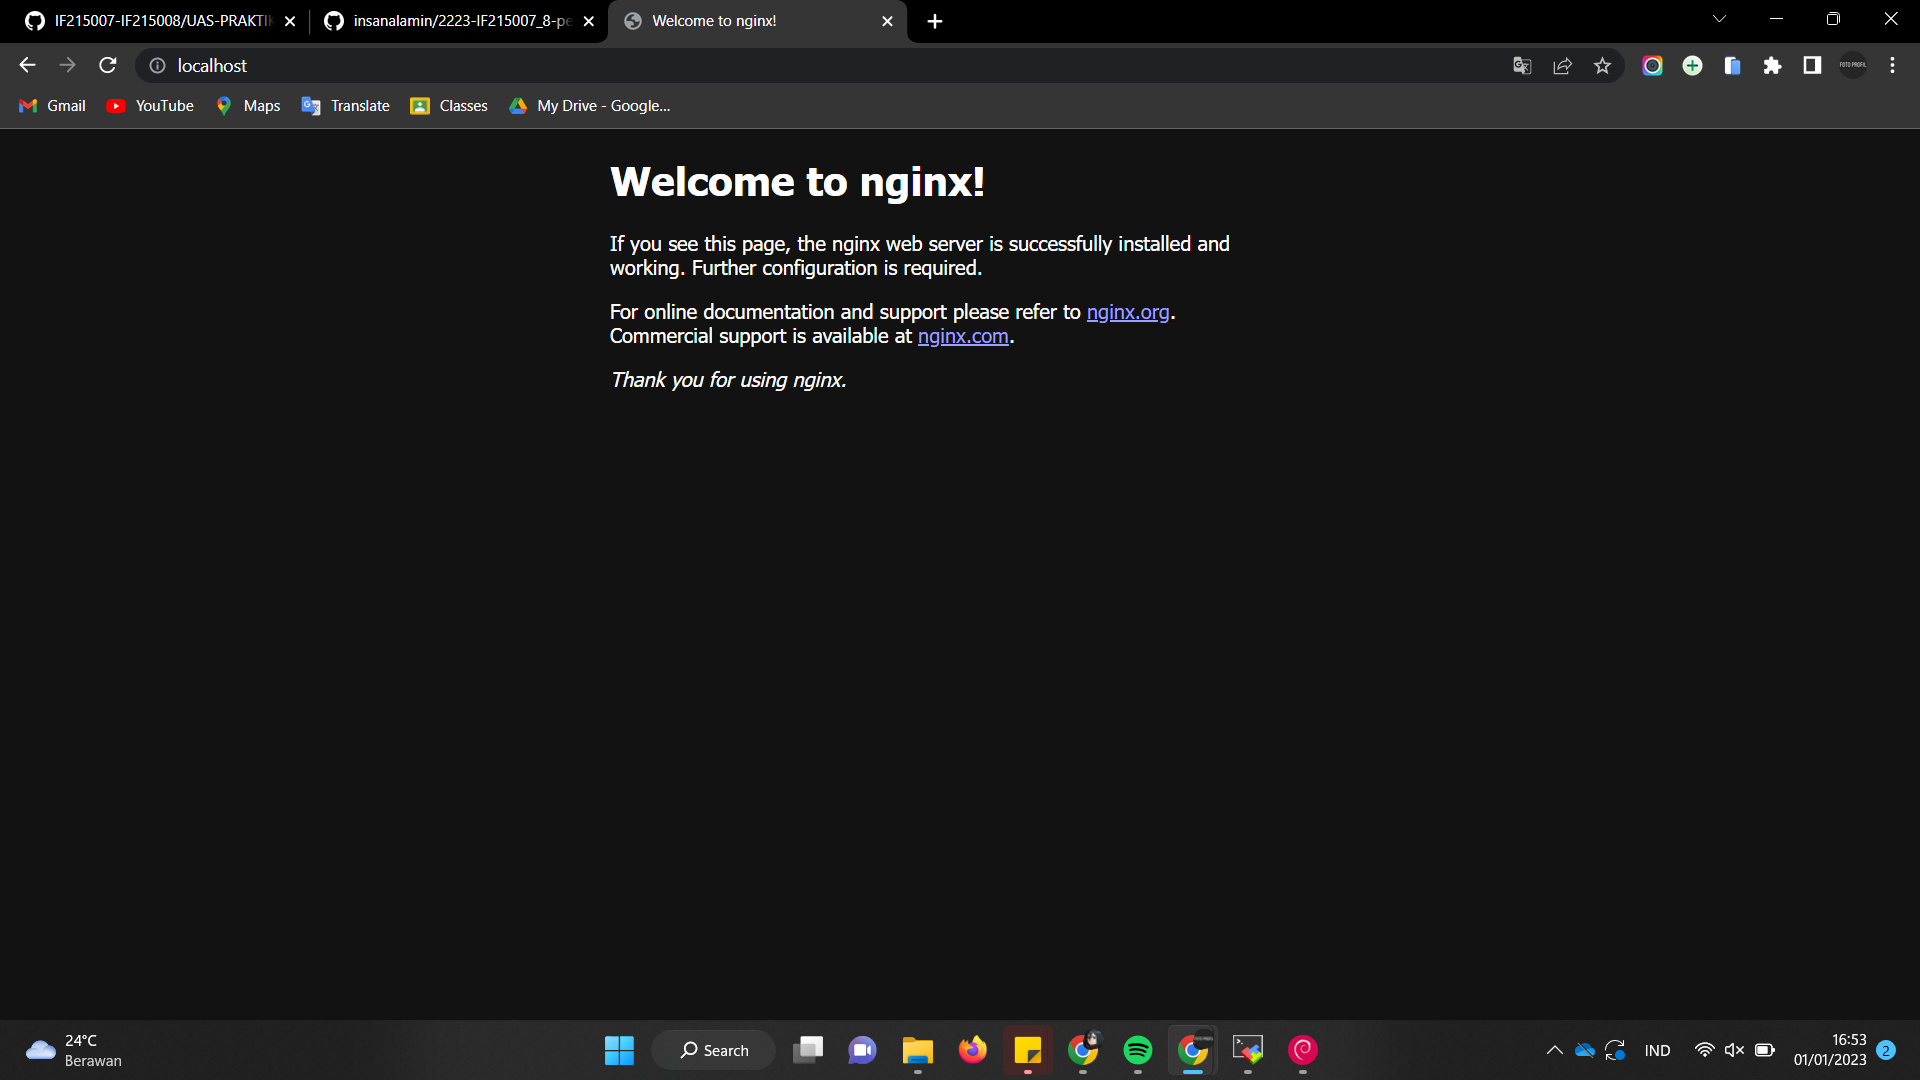 IF215007-IF215008/UAS-PRAKTIK
insanalamin/2223-IF215007_8-pe
Welcome to nginx!
localhost
FOTO PROFIL
Gmail
YouTube
Maps
Translate
Classes
My Drive - Google...
Welcome to nginx!
If you see this page, the nginx web server is successfully installed and
working. Further configuration is required.
For online documentation and support please refer to nginx.org.
Commercial support is available at nginx.com.
Thank you for using nginx.
24°C
Berawan
Search
IND
16:53
01/01/2023
2